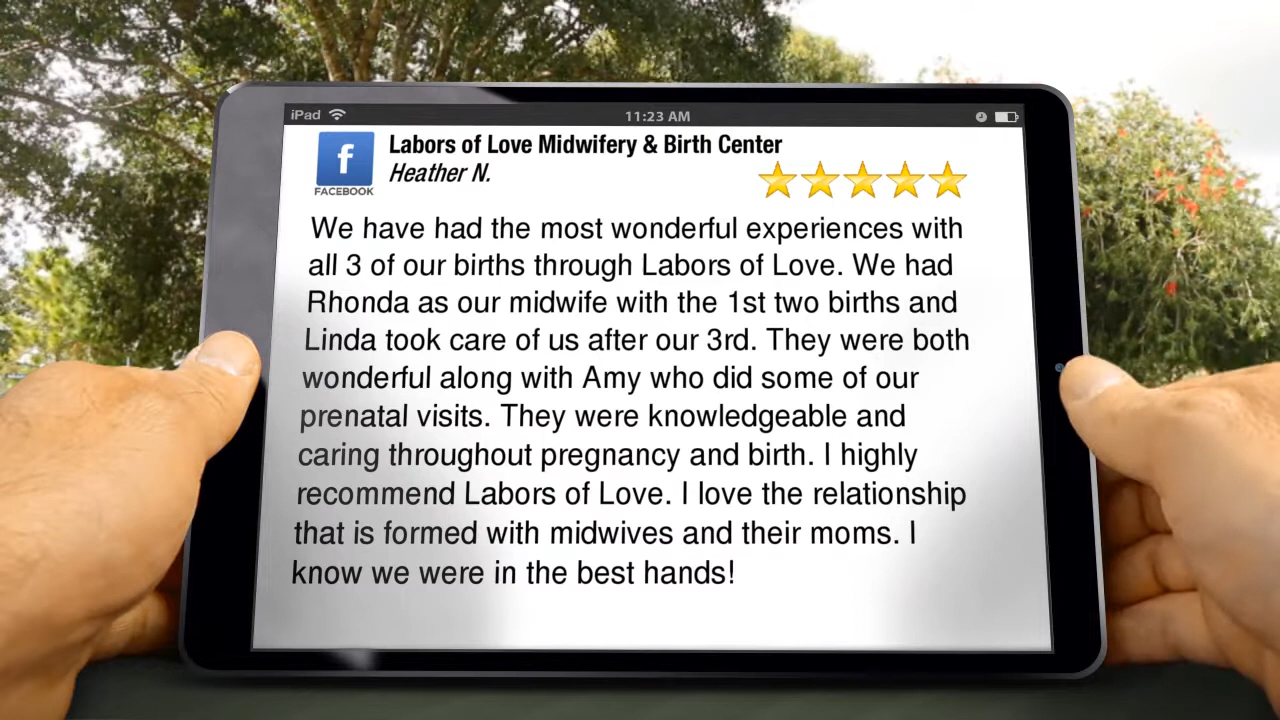 iPad 11:23 AM
f
FACEBOOK
Labors of Love Midwifery & Birth Center
Heather N.
We have had the most wonderful experiences with
all 3 of our births through Labors of Love. We had
Rhonda as our midwife with the 1st two births and
Linda took care of us after our 3rd. They were both
wonderful along with Amy who did some of our
prenatal visits. They were knowledgeable and
caring throughout pregnancy and birth. I highly
recommend Labors of Love. I love the relationship
that is formed with midwives and their moms. I
know we were in the best hands!